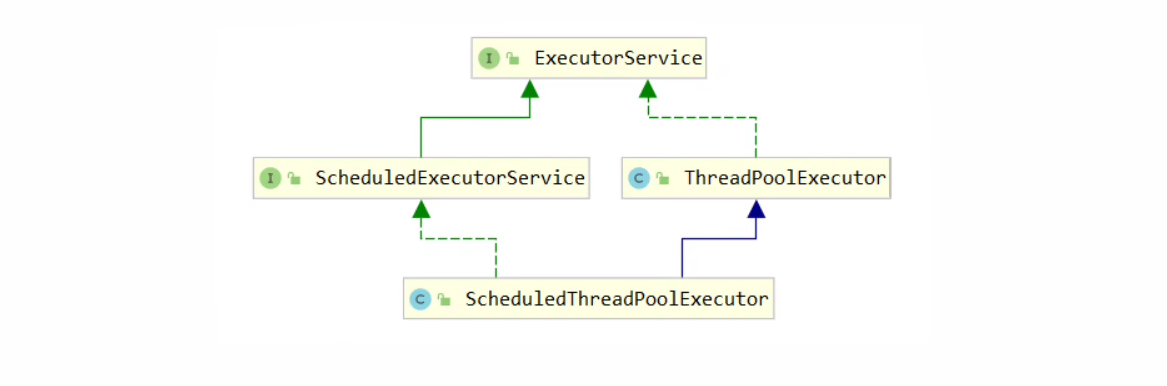 I ExecutorService
I ScheduledExecutorService
C ThreadPoolExecutor
C ScheduledThreadPoolExecutor